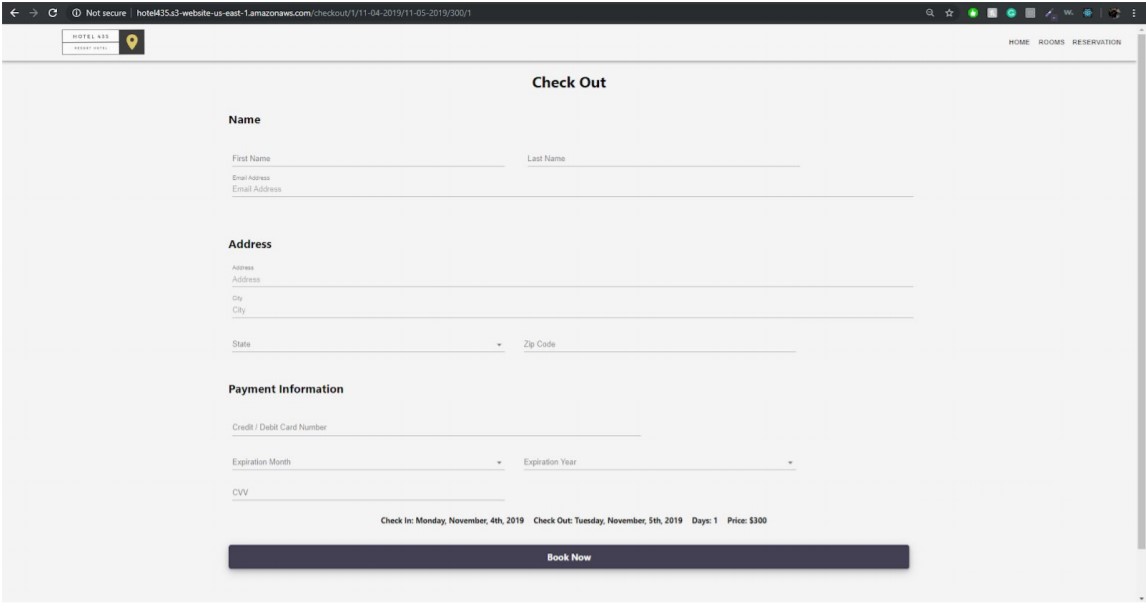 Not secure | hotel435.s3-website-us-east-1.amazonaws.com/checkout/1/11-04-2019/11-05-2019/300/1
HOTEL 435
RESORT HOTEL
HOME ROOMS RESERVATION
Check Out
Name
First Name Last Name
Email Address
Email Address
Address
Address
Address
City
City
State Zip Code
Payment Information
Credit / Debit Card Number
Expiration Month Expiration Year
CVV
Check In: Monday, November, 4th, 2019 Check Out: Tuesday, November, 5th, 2019 Days: 1 Price: $300
Book Now